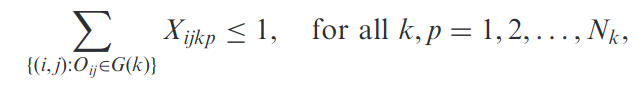 ∑ X_{ijkp} ≤ 1, for all k, p = 1, 2, . . . , N_k,
{(i,j):O_{ij}∈G(k)}